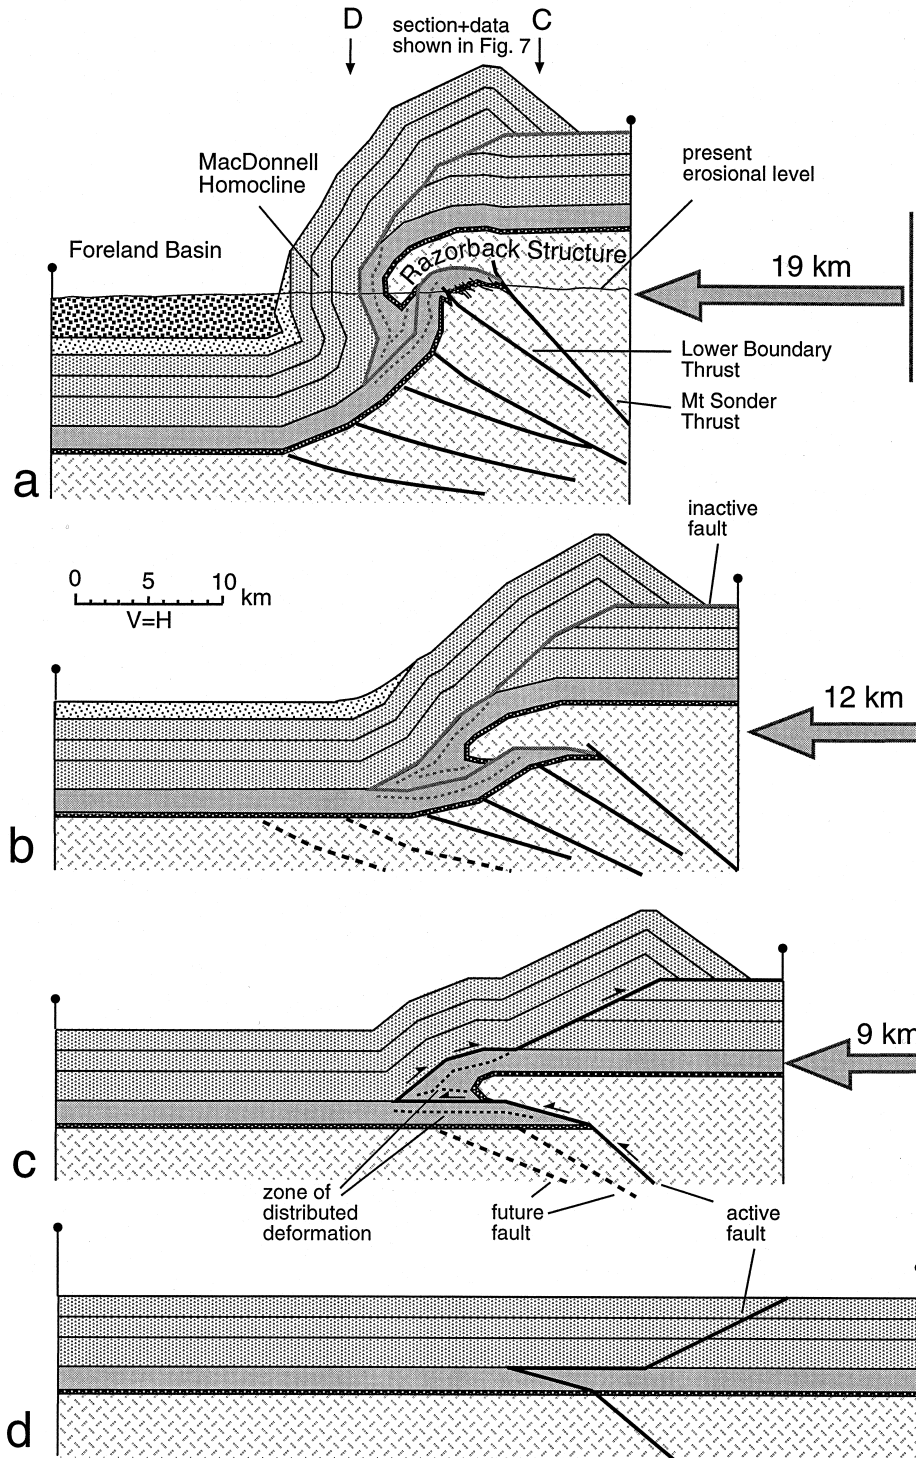 D
section+data
shown in Fig. 7
C
MacDonnell
Homocline
present
erosional level
Foreland Basin
Razorback Structure
19 km
Lower Boundary
Thrust
Mt Sonder
Thrust
a
inactive
fault
0 5 10 km
V=H
12 km
b
9 km
c
zone of
distributed
deformation
future
fault
active
fault
d